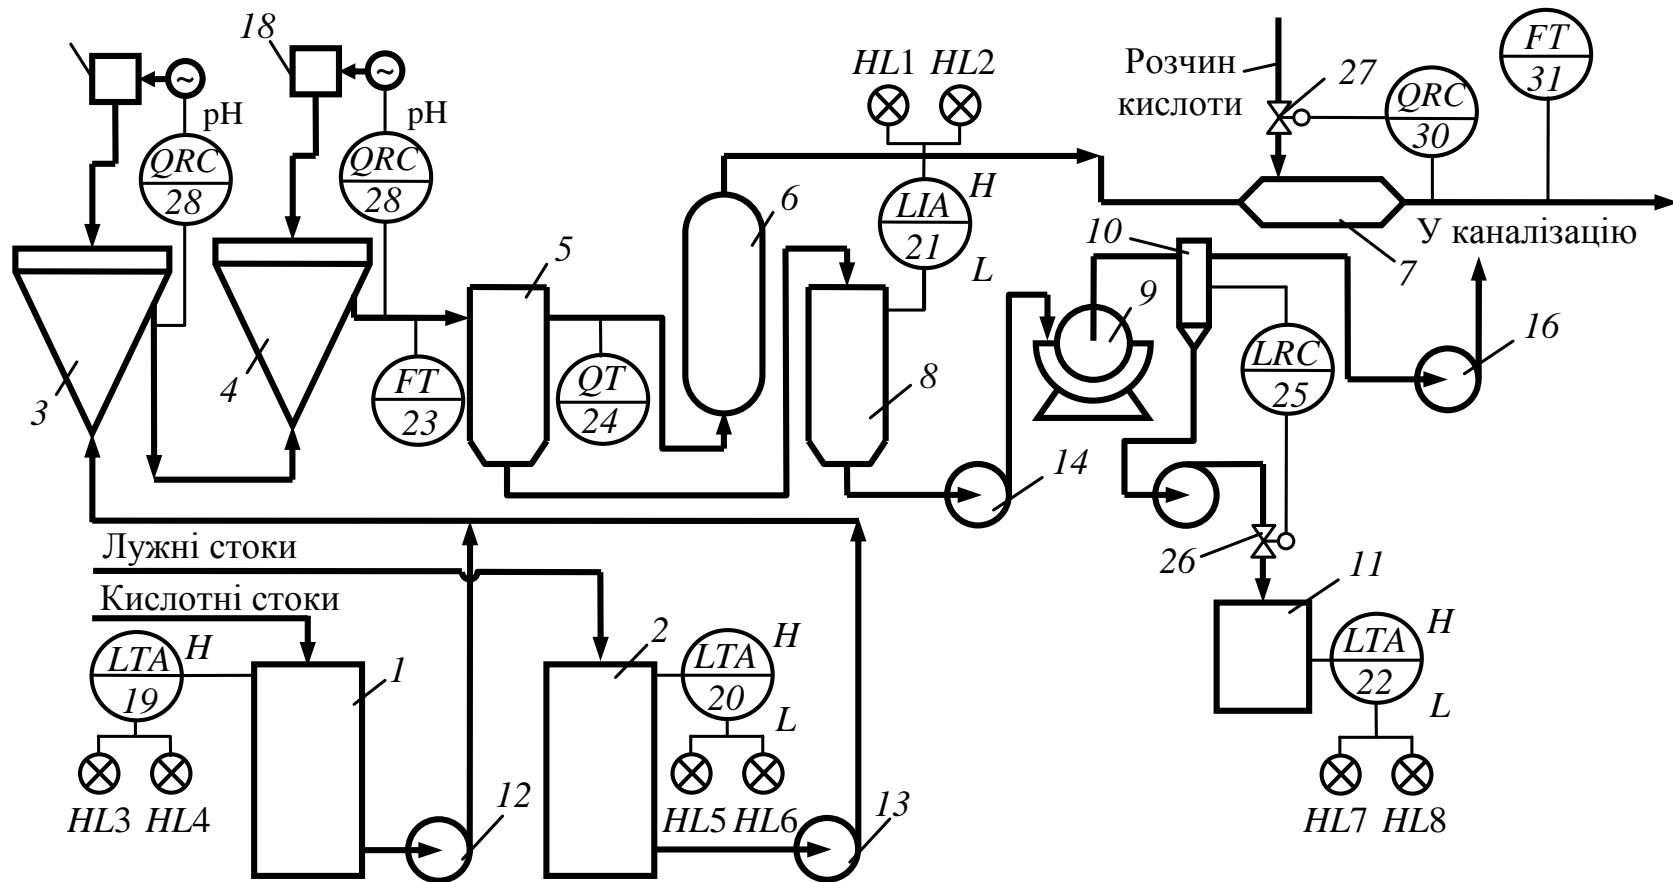 18
HL1 HL2
Розчин
кислоти
27
FT
31
pH
pH
QRC
28
QRC
28
QRC
30
H
LIA
21
L
6
10
5
У каналізацію
7
9
16
3
4
FT
23
QT
24
8
LRC
25
14
Лужні стоки
26
11
Кислотні стоки
H
LTA
19
1
2
LTA
20
H
L
LTA
22
H
L
12
13
HL3 HL4
HL5 HL6
HL7 HL8
~
~